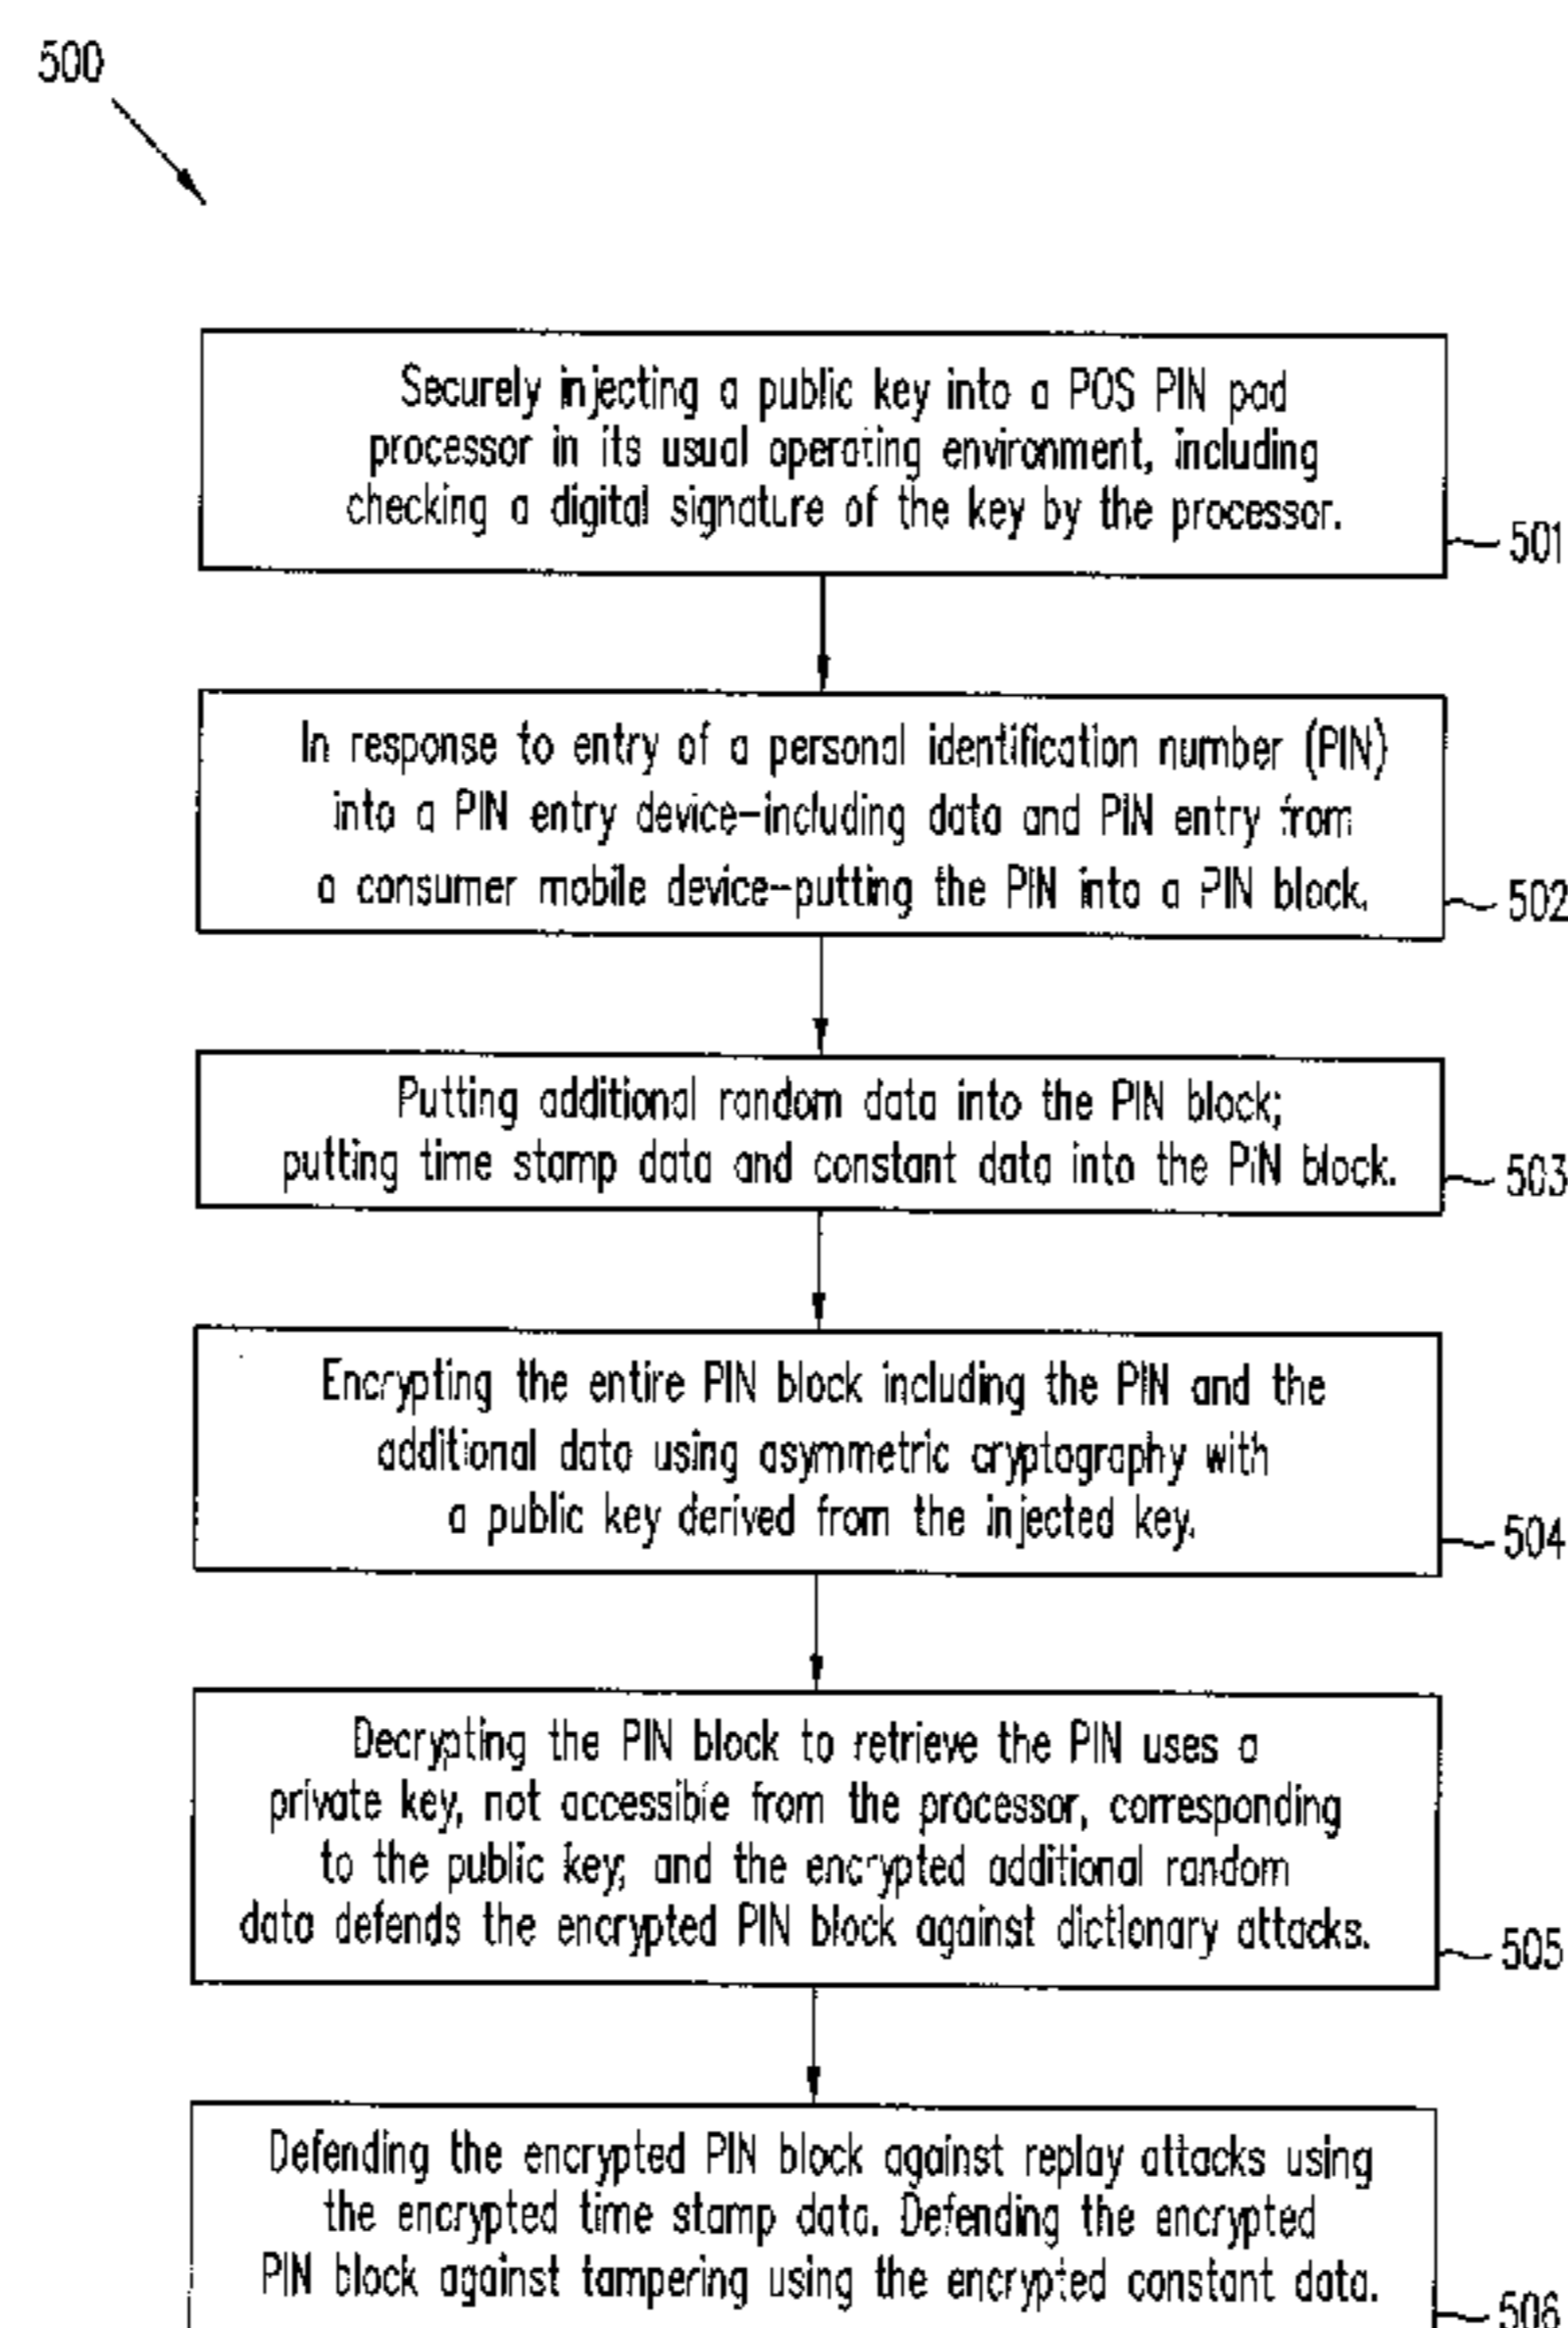 500
Securely injecting a public key into a POS PIN pad
processor in its usual operating environment, including
checking a digital signature of the key by the processor.
501
In response to entry of a personal identification number (PIN)
into a PIN entry device-including data and PIN entry from
a consumer mobile device-putting the PIN into a PIN block.
502
Putting additional random data into the PIN block;
putting time stamp data and constant data into the PIN block.
503
Encrypting the entire PIN block including the PIN and the
additional data using asymmetric cryptography with
a public key derived from the injected key.
504
Decrypting the PIN block to retrieve the PIN uses a
private key, not accessible from the processor, corresponding
to the public key; and the encrypted additional random
data defends the encrypted PIN block against dictionary attacks.
505
Defending the encrypted PIN block against replay attacks using
the encrypted time stamp data. Defending the encrypted
PIN block against tampering using the encrypted constant data.
506